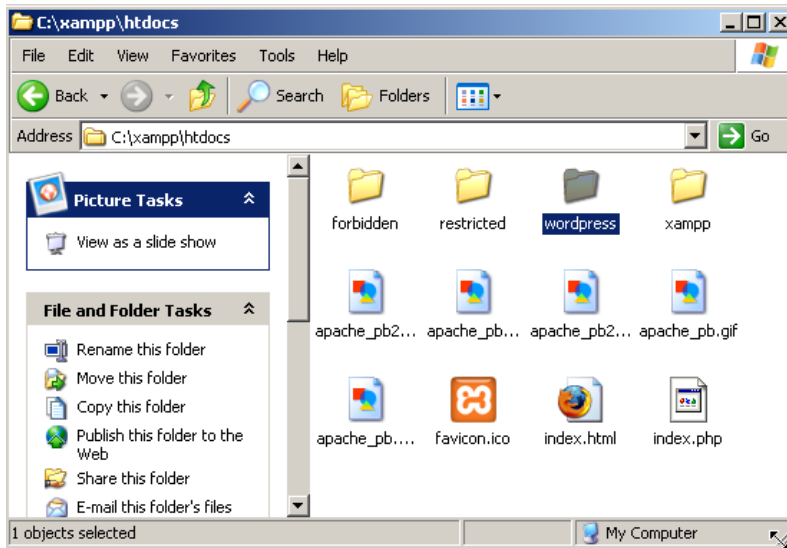 C:\xampp\htdocs
File Edit View Favorites Tools Help
Back Search Folders
Address C:\xampp\htdocs Go
Picture Tasks
View as a slide show
File and Folder Tasks
Rename this folder
Move this folder
Copy this folder
Publish this folder to the
Web
Share this folder
E-mail this folder's files
forbidden restricted wordpress xampp
apache_pb2... apache_pb... apache_pb2... apache_pb.gif
apache_pb.... favicon.ico index.html index.php
1 objects selected My Computer